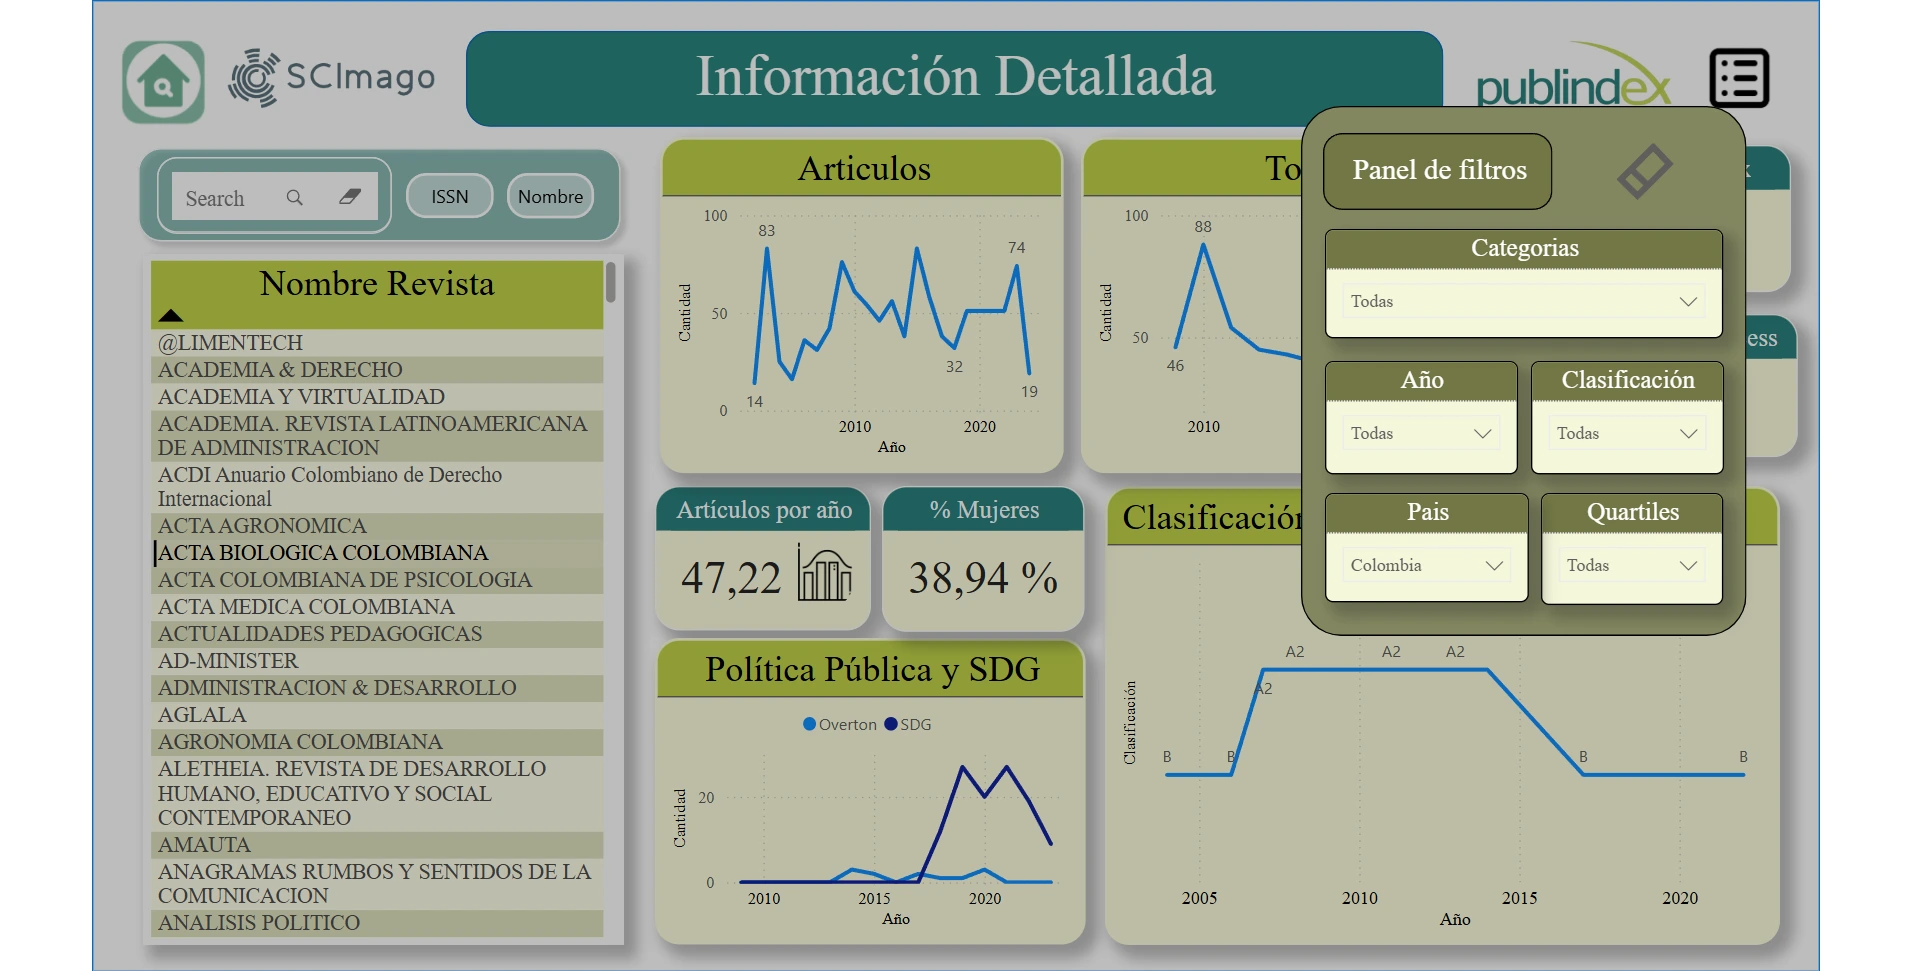 SCImago
Información Detallada
publindex
Search
ISSN
Nombre
Nombre Revista
@LIMENTECH
ACADEMIA & DERECHO
ACADEMIA Y VIRTUALIDAD
ACADEMIA. REVISTA LATINOAMERICANA
DE ADMINISTRACION
ACDI Anuario Colombiano de Derecho
Internacional
ACTA AGRONOMICA
ACTA BIOLOGICA COLOMBIANA
ACTA COLOMBIANA DE PSICOLOGIA
ACTA MEDICA COLOMBIANA
ACTUALIDADES PEDAGOGICAS
AD-MINISTER
ADMINISTRACION & DESARROLLO
AGLALA
AGRONOMIA COLOMBIANA
ALETHEIA. REVISTA DE DESARROLLO
HUMANO, EDUCATIVO Y SOCIAL
CONTEMPORANEO
AMAUTA
ANAGRAMAS RUMBOS Y SENTIDOS DE LA
COMUNICACION
ANALISIS POLITICO
Articulos
Cantidad
100
50
0
83
74
32
14
19
2010 2020
Año
To
Cantidad
100
50
88
46
2010
Artículos por año
47,22
% Mujeres
38,94 %
Política Pública y SDG
Overton SDG
Cantidad
20
0
2010 2015 2020
Año
Clasificación
Clasificación
A2 A2 A2
A2
B B B B
2005 2010 2015 2020
Año
ess
Panel de filtros
Categorias
Todas
Año
Todas
Clasificación
Todas
Pais
Colombia
Quartiles
Todas